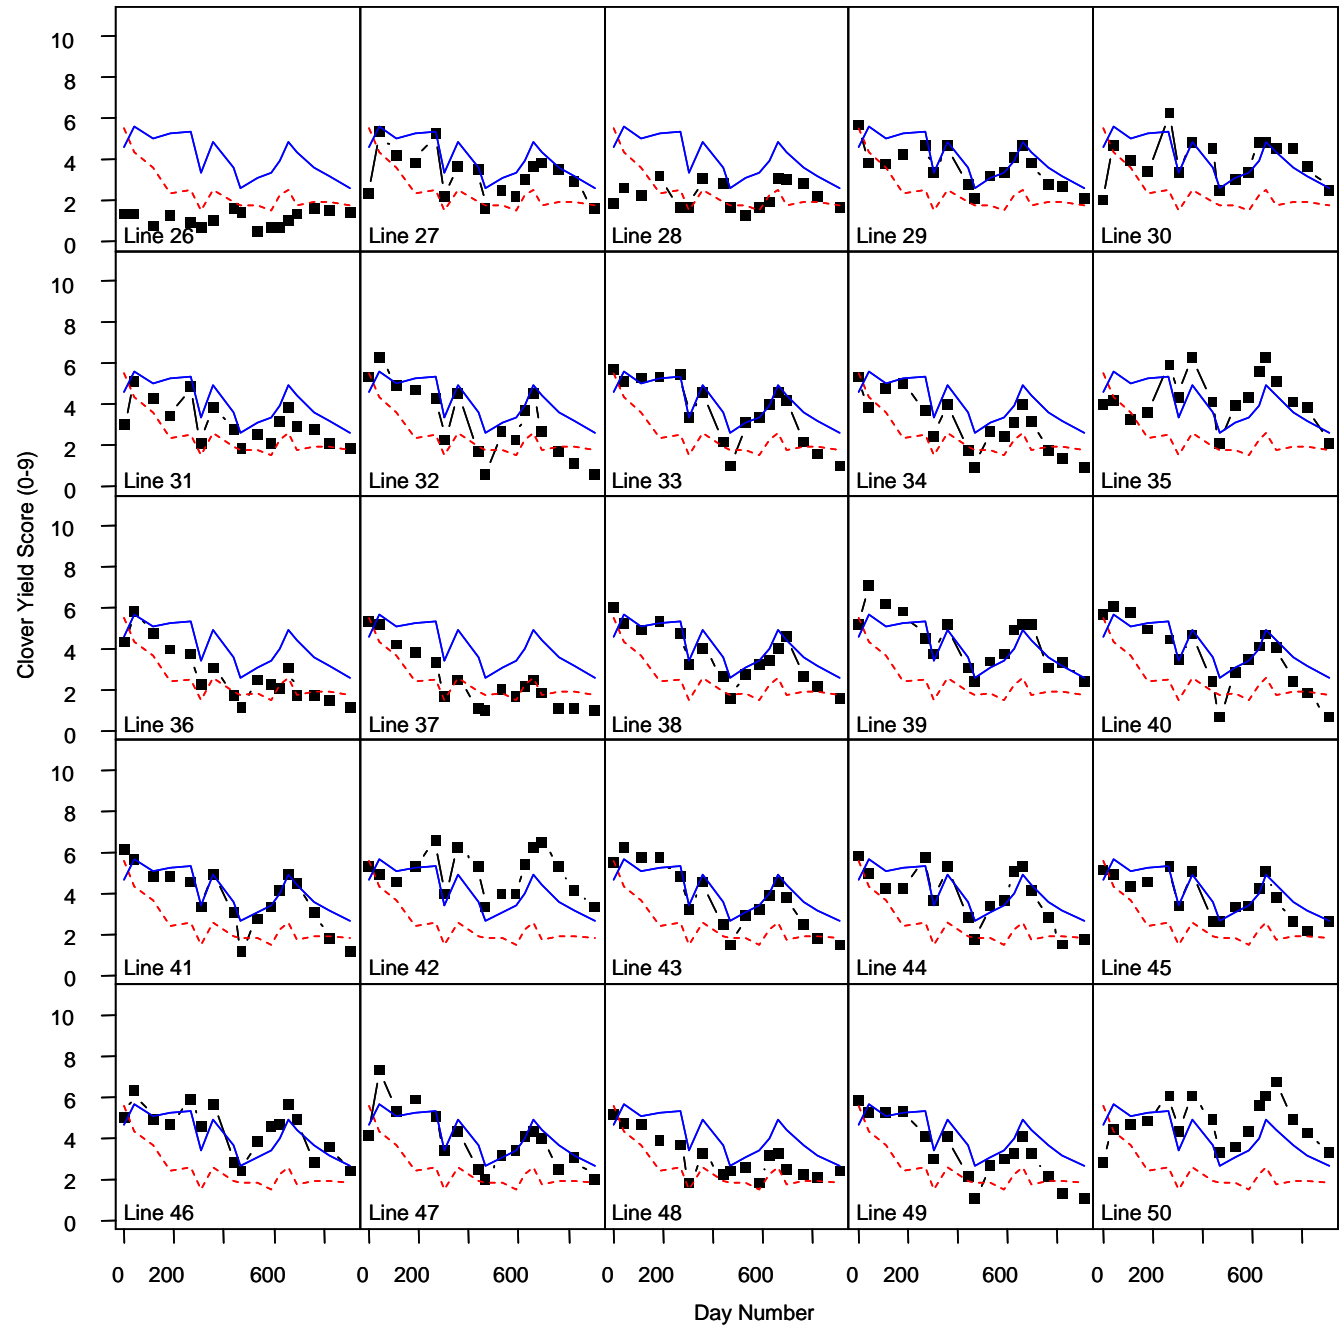 10
8
6
4
2
0
Line 26
Line 27
Line 28
Line 29
Line 30
10
8
6
4
2
0
Line 31
Line 32
Line 33
Line 34
Line 35
Clover Yield Score (0-9)
10
8
6
4
2
0
Line 36
Line 37
Line 38
Line 39
Line 40
10
8
6
4
2
0
Line 41
Line 42
Line 43
Line 44
Line 45
10
8
6
4
2
0
Line 46
Line 47
Line 48
Line 49
Line 50
0 200 600
0 200 600
0 200 600
0 200 600
0 200 600
Day Number